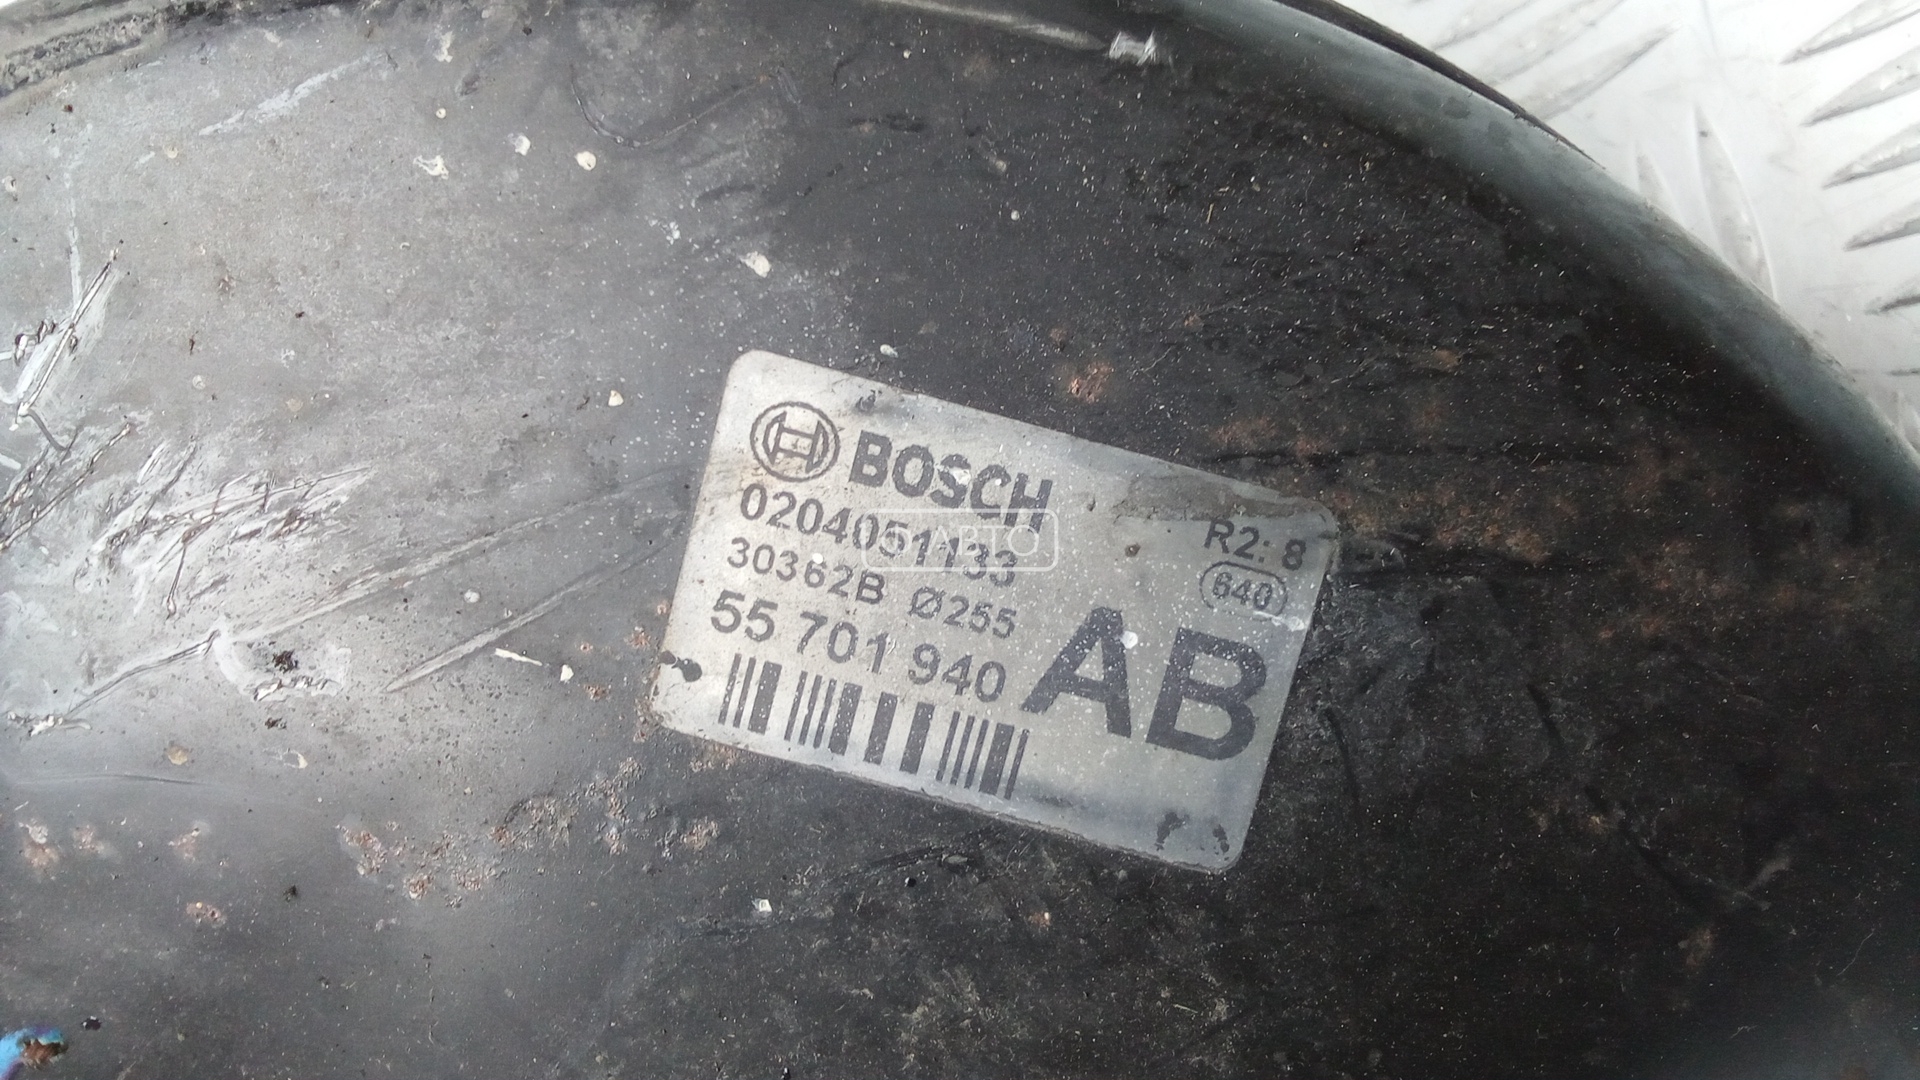 BOSCH
0204051133
30362B Ø255
55 701 940
R2: 8
640
AB